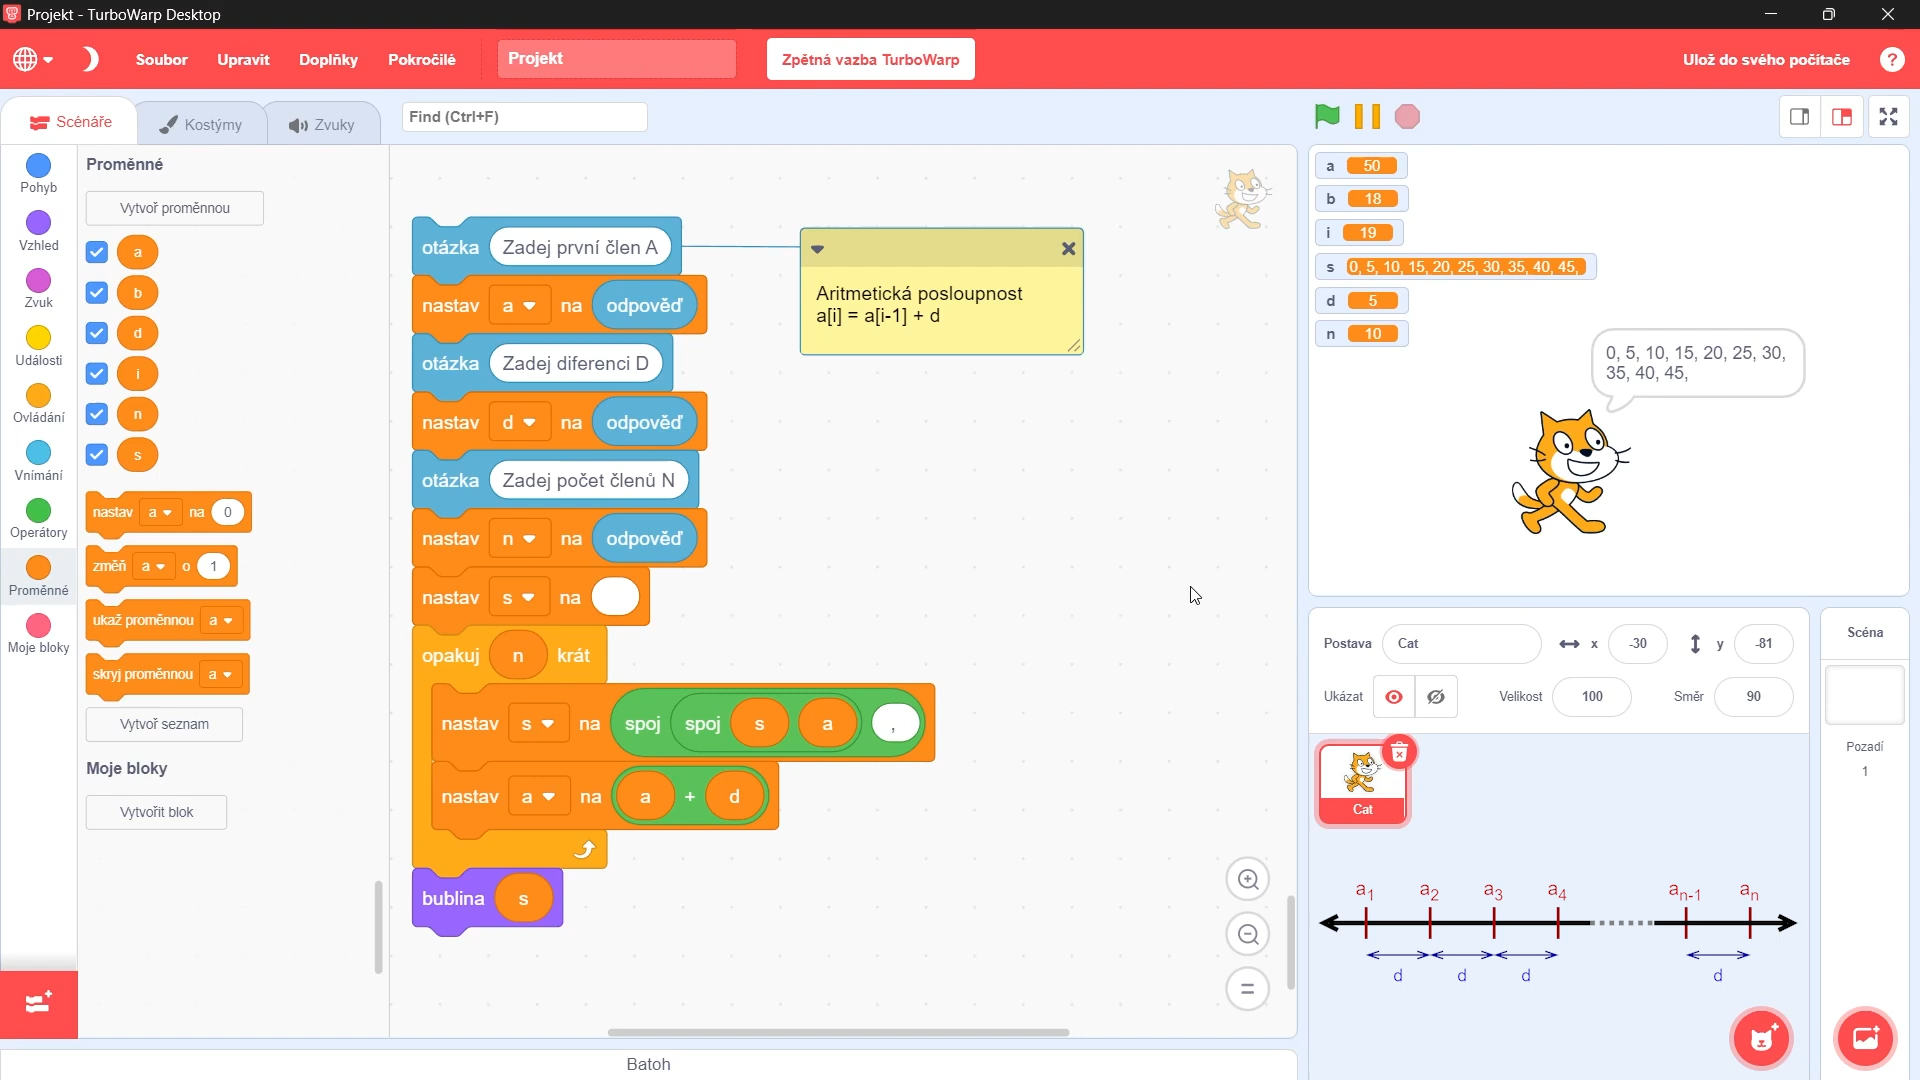 Projekt - TurboWarp Desktop
Soubor Upravit Doplňky Pokročilé Projekt Zpětná vazba TurboWarp Ulož do svého počítače ?
Scénáře Kostýmy Zvuky Find (Ctrl+F)
Pohyb
Vzhled
Zvuk
Události
Ovládání
Vnímání
Operátory
Proměnné
Moje bloky
Proměnné
Vytvoř proměnnou
a
b
d
i
n
s
nastav a na 0
změň a o 1
ukaž proměnnou a
skryj proměnnou a
Vytvoř seznam
Moje bloky
Vytvořit blok
otázka Zadej první člen A
nastav a na odpověď
otázka Zadej diferenci D
nastav d na odpověď
otázka Zadej počet členů N
nastav n na odpověď
nastav s na
opakuj n krát
nastav s na spoj spoj s a ,
nastav a na a + d
bublina s
Aritmetická posloupnost
a[i] = a[i-1] + d
Batoh
a 50
b 18
i 19
s 0, 5, 10, 15, 20, 25, 30, 35, 40, 45,
d 5
n 10
0, 5, 10, 15, 20, 25, 30,
35, 40, 45,
Postava Cat x -30 y -81
Ukázat Velikost 100 Směr 90
Cat
a1 a2 a3 a4 an-1 an
d d d d
Scéna
Pozadí
1